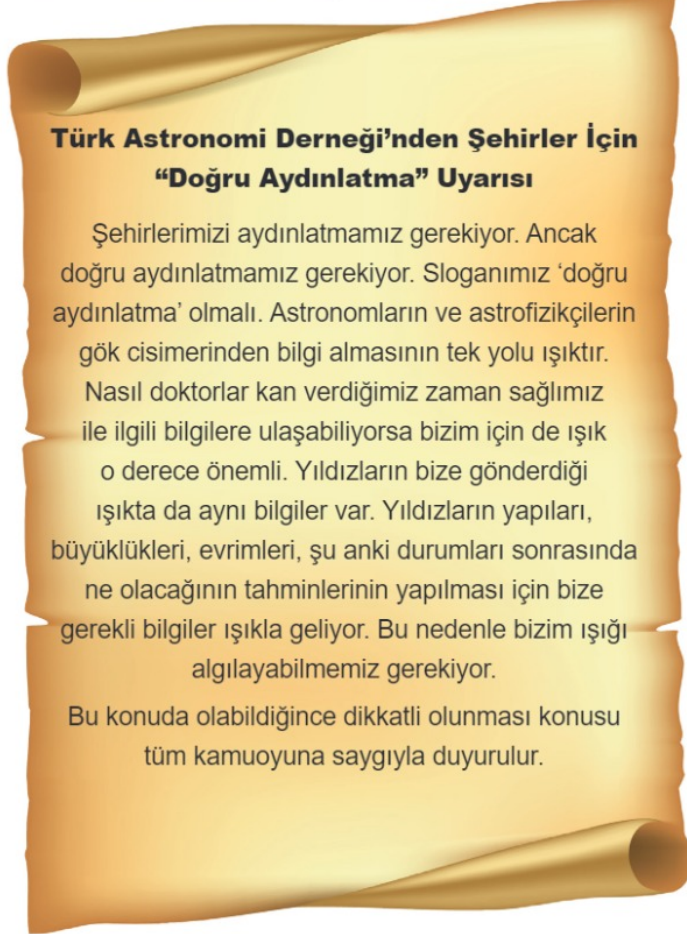 Türk Astronomi Derneği’nden Şehirler İçin
“Doğru Aydınlatma” Uyarısı
Şehirlerimizi aydınlatmamız gerekiyor. Ancak
doğru aydınlatmamız gerekiyor. Sloganımız ‘doğru
aydınlatma’ olmalı. Astronomların ve astrofizikçilerin
gök cisimerinden bilgi almasının tek yolu ışıktır.
Nasıl doktorlar kan verdiğimiz zaman sağlımız
ile ilgili bilgilere ulaşabiliyorsa bizim için de ışık
o derece önemli. Yıldızların bize gönderdiği
ışıkta da aynı bilgiler var. Yıldızların yapıları,
büyüklükleri, evrimleri, şu anki durumları sonrasında
ne olacağının tahminlerinin yapılması için bize
gerekli bilgiler ışıkla geliyor. Bu nedenle bizim ışığı
algılayabilmemiz gerekiyor.
Bu konuda olabildiğince dikkatli olunması konusu
tüm kamuoyuna saygıyla duyurulur.